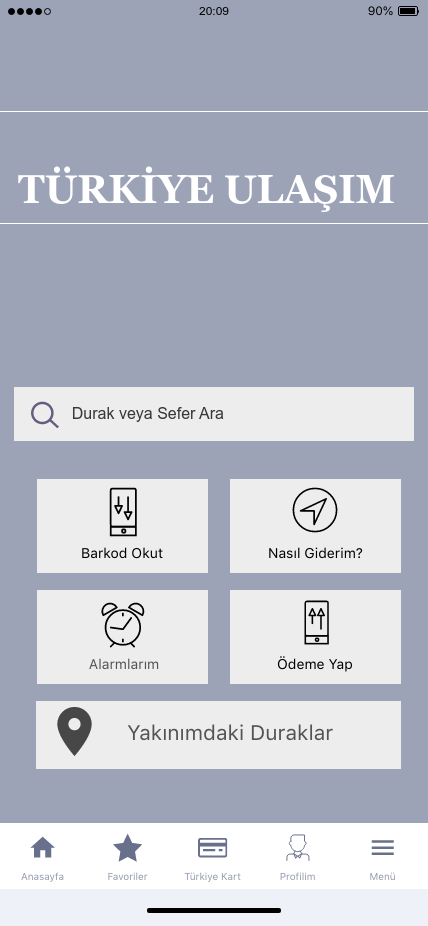 20:09
90%
TÜRKİYE ULAŞIM
Durak veya Sefer Ara
Barkod Okut
Nasıl Giderim?
Alarmlarım
Ödeme Yap
Yakınımdaki Duraklar
Anasayfa
Favoriler
Türkiye Kart
Profilim
Menü